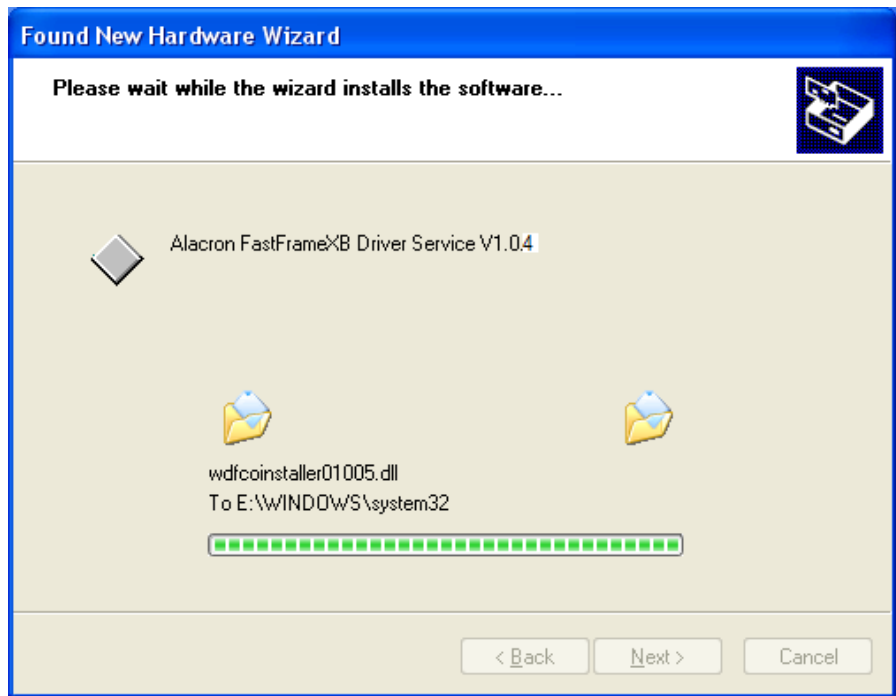 Found New Hardware Wizard
Please wait while the wizard installs the software...
Alacron FastFrameXB Driver Service V1.0.4
wdfcoinstaller01005.dll
To E:\WINDOWS\system32
< Back Next > Cancel